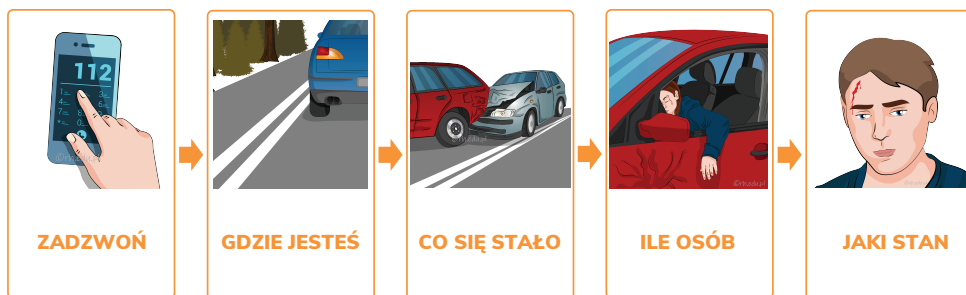 112
ZADZWOŃ
GDZIE JESTEŚ
CO SIĘ STAŁO
ILE OSÓB
JAKI STAN